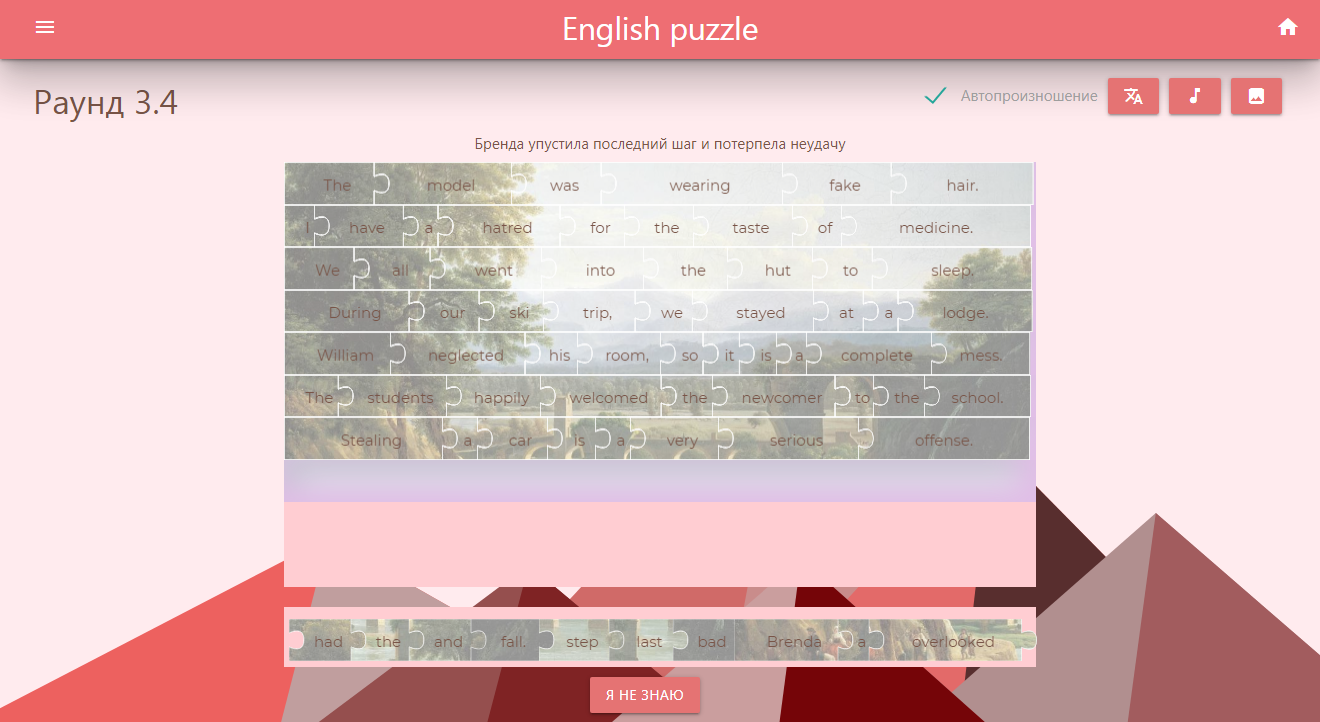 English puzzle
Раунд 3.4
Автопроизношение
Бренда упустила последний шаг и потерпела неудачу
The model was wearing fake hair.
I have a hatred for the taste of medicine.
We all went into the hut to sleep.
During our ski trip, we stayed at a lodge.
William neglected his room, so it is a complete mess.
The students happily welcomed the newcomer to the school.
Stealing a car is a very serious offense.
had the and fall. step last bad Brenda a overlooked
Я НЕ ЗНАЮ